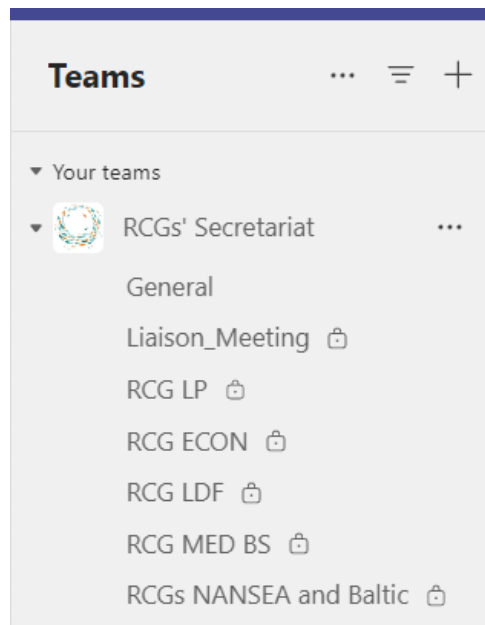 Teams
Your teams
RCGs' Secretariat
General
Liaison_Meeting
RCG LP
RCG ECON
RCG LDF
RCG MED BS
RCGs NANSEA and Baltic